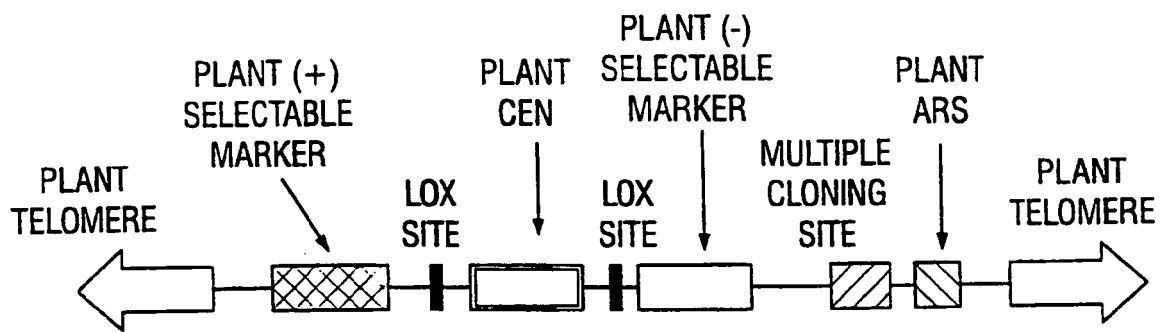 PLANT
TELOMERE
PLANT (+)
SELECTABLE
MARKER
LOX
SITE
PLANT
CEN
LOX
SITE
PLANT (-)
SELECTABLE
MARKER
MULTIPLE
CLONING
SITE
PLANT
ARS
PLANT
TELOMERE